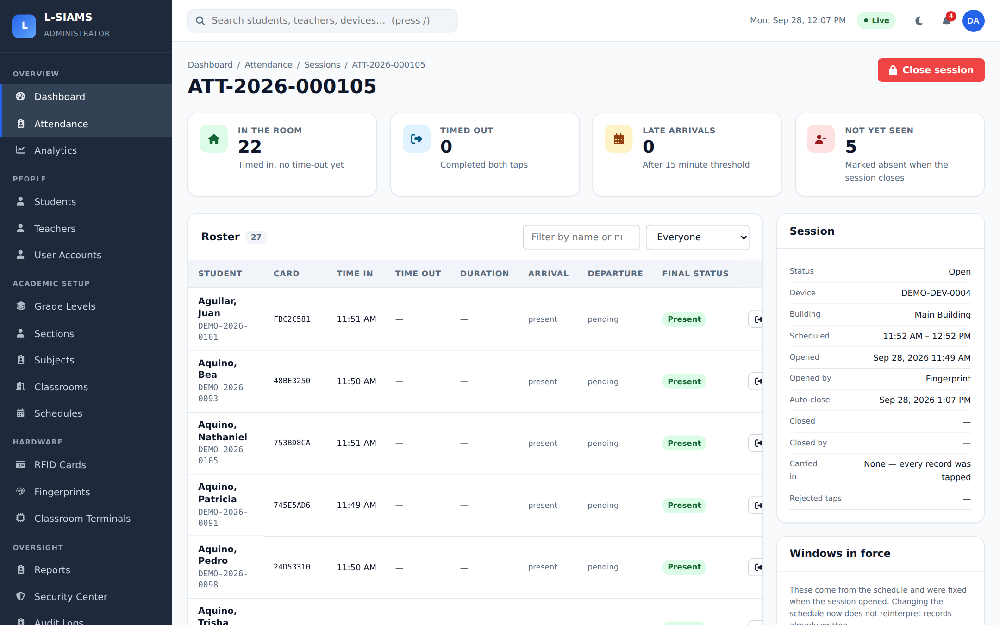 L
L-SIAMS
ADMINISTRATOR
OVERVIEW
Dashboard
Attendance
Analytics
PEOPLE
Students
Teachers
User Accounts
ACADEMIC SETUP
Grade Levels
Sections
Subjects
Classrooms
Schedules
HARDWARE
RFID Cards
Fingerprints
Classroom Terminals
OVERSIGHT
Reports
Security Center
Audit Logs
Search students, teachers, devices... (press /)
Mon, Sep 28, 12:07 PM
Live
4
DA
Dashboard / Attendance / Sessions / ATT-2026-000105
ATT-2026-000105
Close session
IN THE ROOM
22
Timed in, no time-out yet
TIMED OUT
0
Completed both taps
LATE ARRIVALS
0
After 15 minute threshold
NOT YET SEEN
5
Marked absent when the
session closes
Roster 27
Filter by name or nu
Everyone
STUDENT CARD TIME IN TIME OUT DURATION ARRIVAL DEPARTURE FINAL STATUS
Aguilar,
Juan
DEMO-2026-
0101
FBC2C581 11:51 AM — — present pending Present
Aquino,
Bea
DEMO-2026-
0093
48BE3250 11:50 AM — — present pending Present
Aquino,
Nathaniel
DEMO-2026-
0105
753BD8CA 11:51 AM — — present pending Present
Aquino,
Patricia
DEMO-2026-
0091
745E5AD6 11:49 AM — — present pending Present
Aquino,
Pedro
DEMO-2026-
0098
24D53310 11:50 AM — — present pending Present
Aquino,
Trisha
Session
Status Open
Device DEMO-DEV-0004
Building Main Building
Scheduled 11:52 AM – 12:52 PM
Opened Sep 28, 2026 11:49 AM
Opened by Fingerprint
Auto-close Sep 28, 2026 1:07 PM
Closed —
Closed by —
Carried
in
None — every record was
tapped
Rejected taps —
Windows in force
These come from the schedule and were fixed
when the session opened. Changing the
schedule now does not reinterpret records
already written.